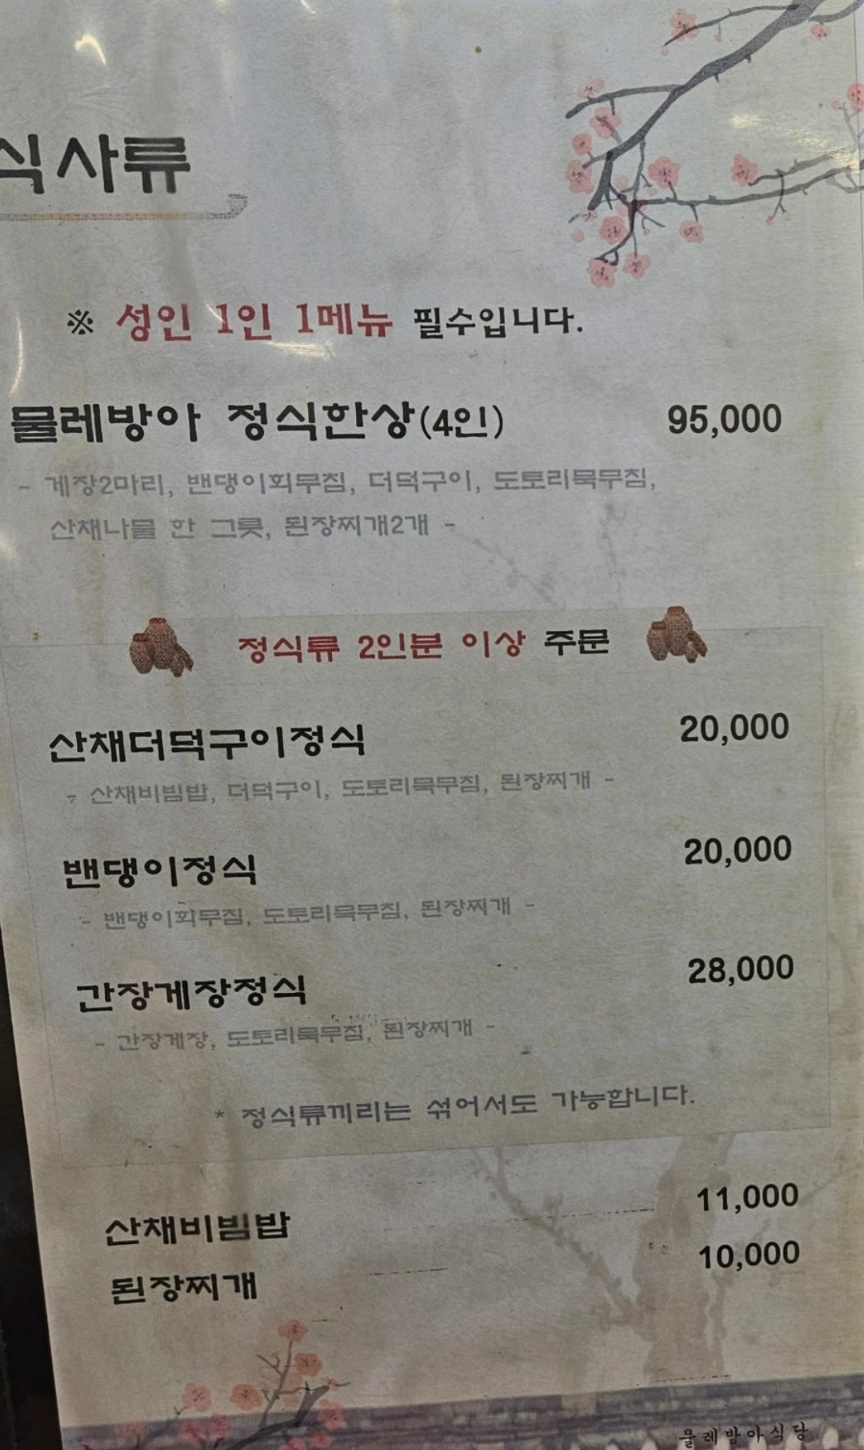 식사류
※ 성인 1인 1메뉴 필수입니다.
물레방아 정식한상(4인) 95,000
- 게장2마리, 밴댕이회무침, 더덕구이, 도토리묵무침,
산채나물 한 그릇, 된장찌개2개 -
정식류 2인분 이상 주문
산채더덕구이정식 20,000
- 산채비빔밥, 더덕구이, 도토리묵무침, 된장찌개 -
밴댕이정식 20,000
- 밴댕이회무침, 도토리묵무침, 된장찌개 -
간장게장정식 28,000
- 간장게장, 도토리묵무침, 된장찌개 -
* 정식류끼리는 섞어서도 가능합니다.
산채비빔밥 11,000
된장찌개 10,000
물레방아식당